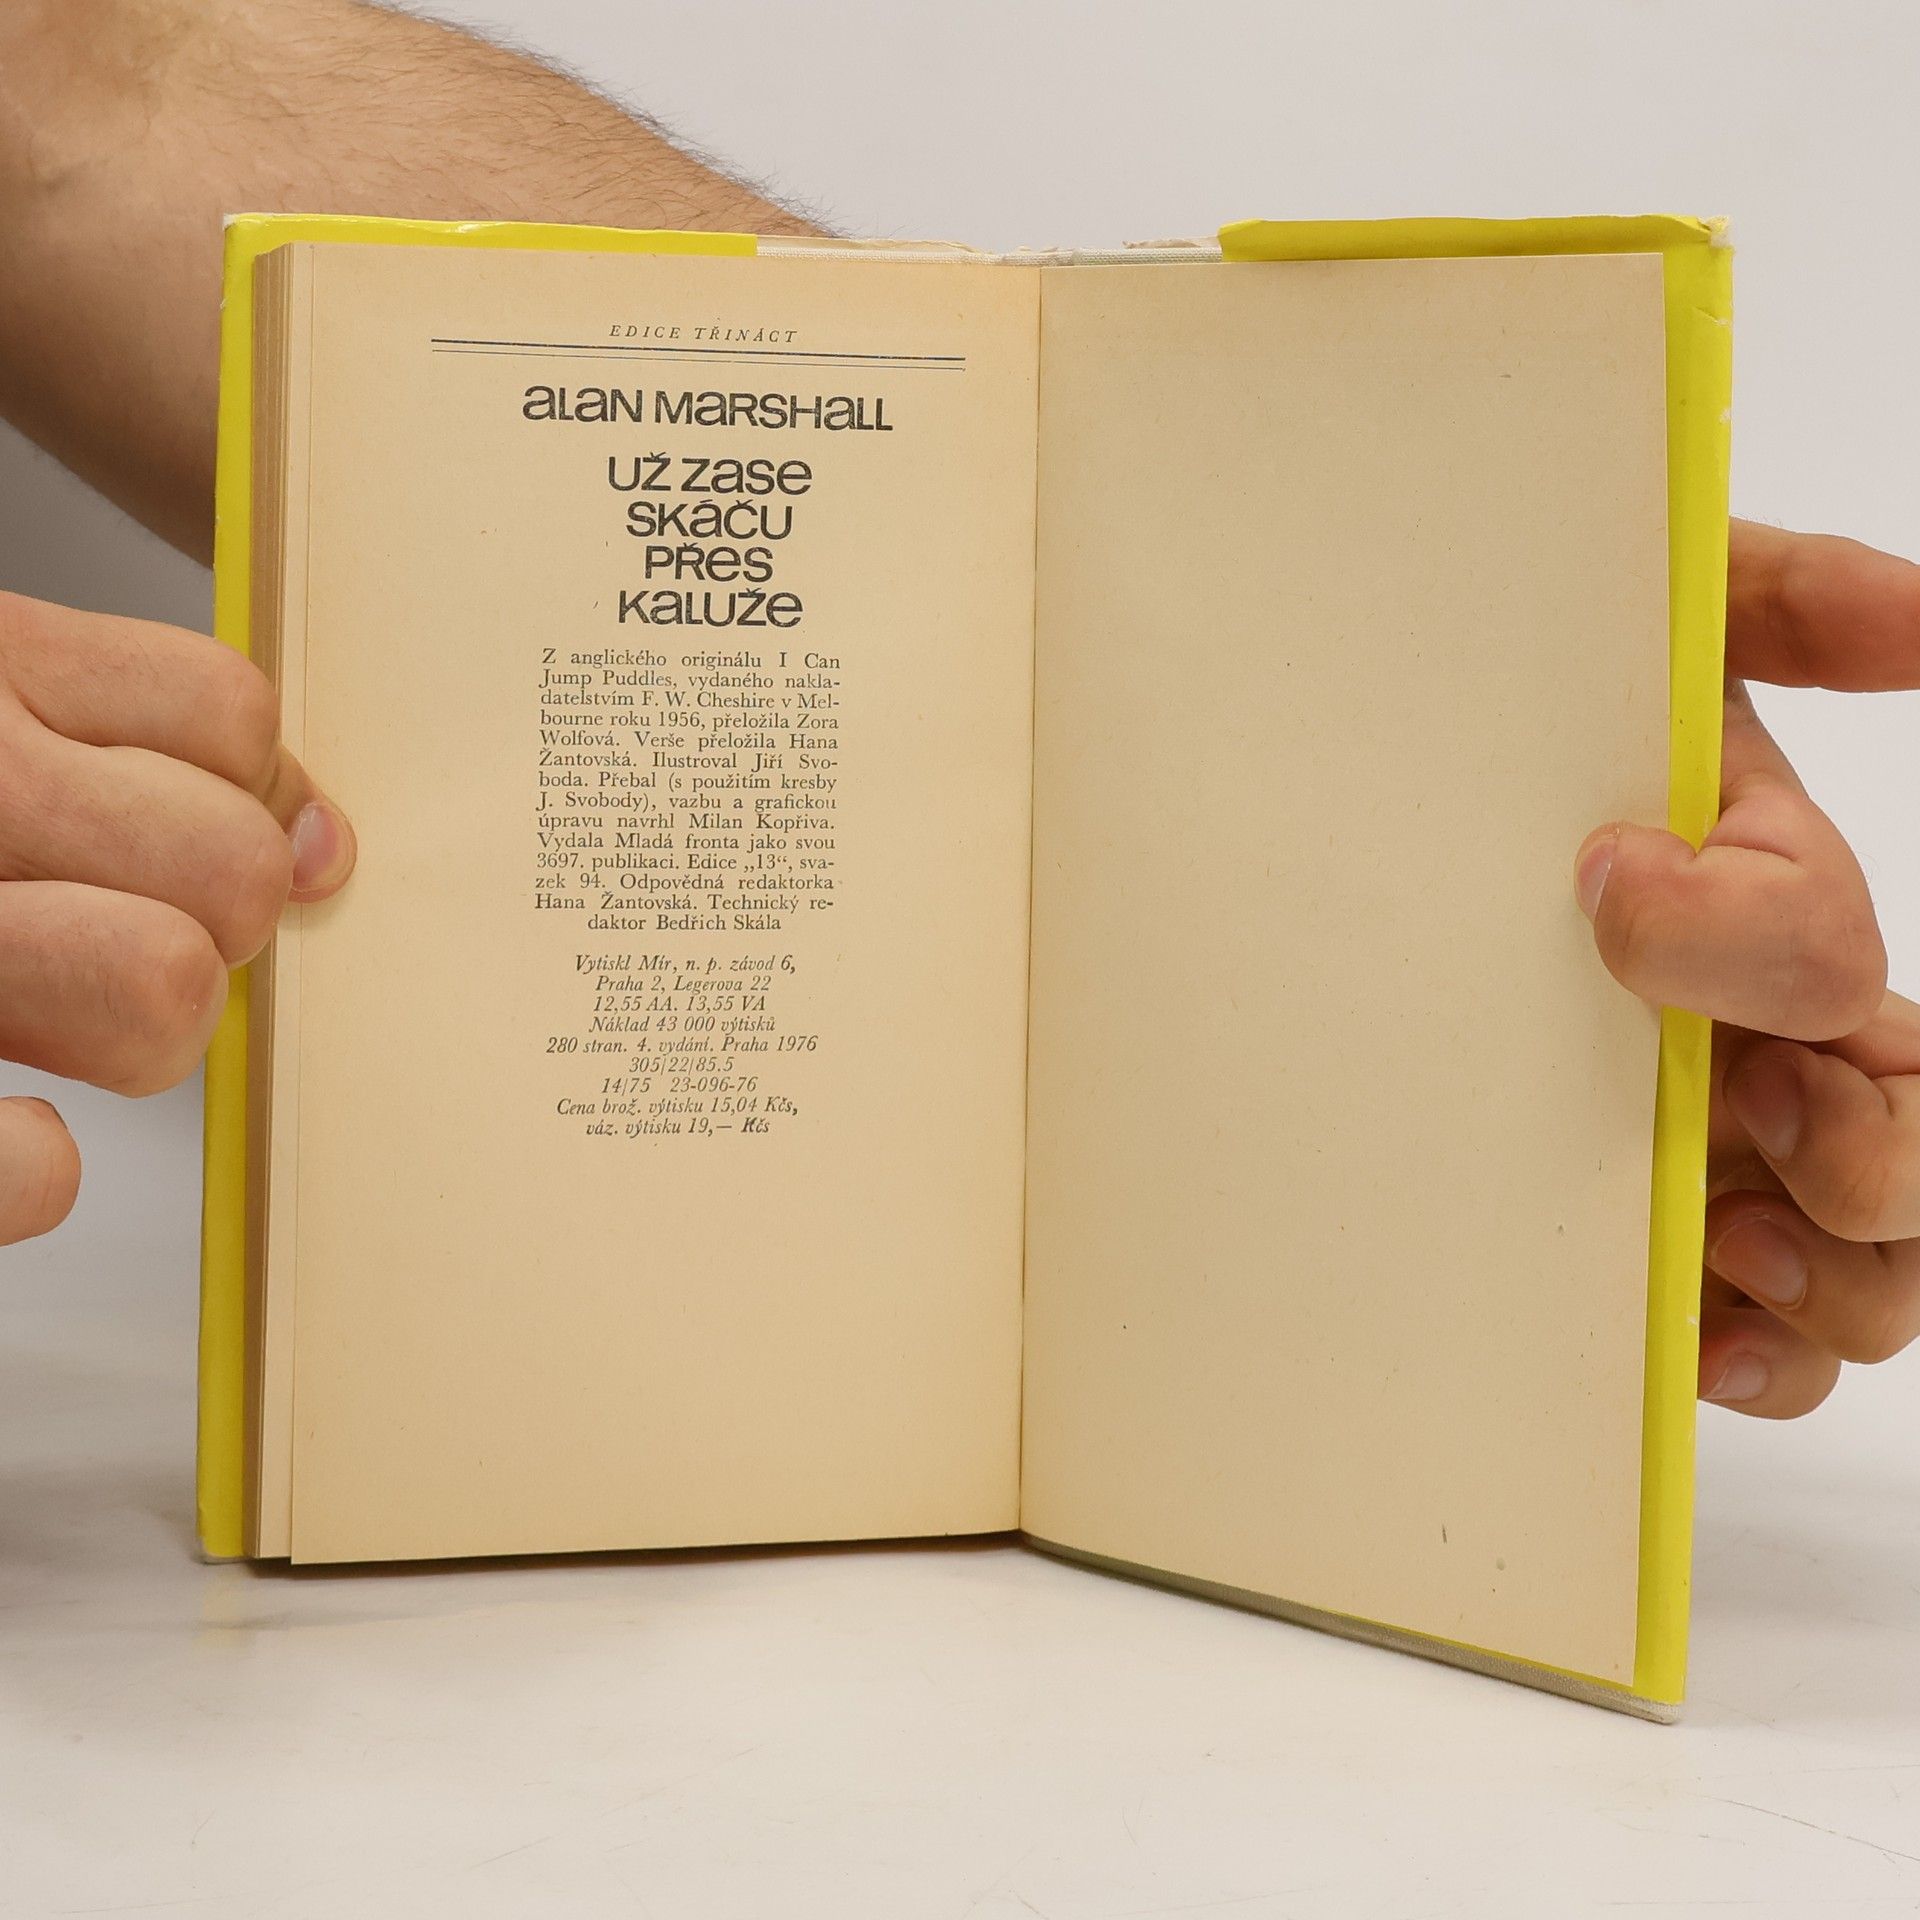 EDICE TŘINÁCT
aLaN MaRSHaLL
UŽ Zase
SKáČU
PŘes
KaLUŽe
Z anglického originálu I Can
Jump Puddles, vydaného nakla-
datelstvím F. W. Cheshire v Mel-
bourne roku 1956, přeložila Zora
Wolfová. Verše přeložila Hana
Žantovská. Ilustroval Jiří Svo-
boda. Přebal (s použitím kresby
J. Svobody), vazbu a grafickou
úpravu navrhl Milan Kopřiva.
Vydala Mladá fronta jako svou
3697. publikaci. Edice „13“, sva-
zek 94. Odpovědná redaktorka
Hana Žantovská. Technický re-
daktor Bedřich Skála
Vytiskl Mír, n. p. závod 6,
Praha 2, Legerova 22
12,55 AA. 13,55 VA
Náklad 43 000 výtisků
280 stran. 4. vydání. Praha 1976
305/22/85.5
14/75 23-096-76
Cena brož. výtisku 15,04 Kčs,
váz. výtisku 19,— Kčs